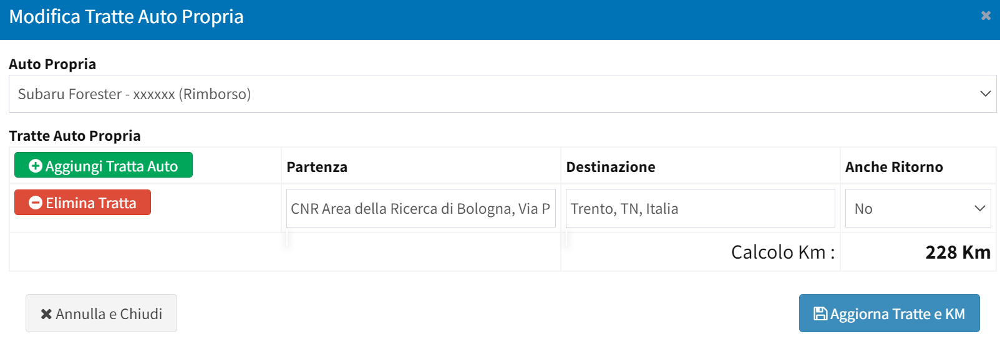 Modifica Tratte Auto Propria
Auto Propria
Subaru Forester - xxxxxx (Rimborso)
Tratte Auto Propria
Aggiungi Tratta Auto Partenza Destinazione Anche Ritorno
Elimina Tratta CNR Area della Ricerca di Bologna, Via P Trento, TN, Italia No
Calcolo Km : 228 Km
Annulla e Chiudi Aggiorna Tratte e KM